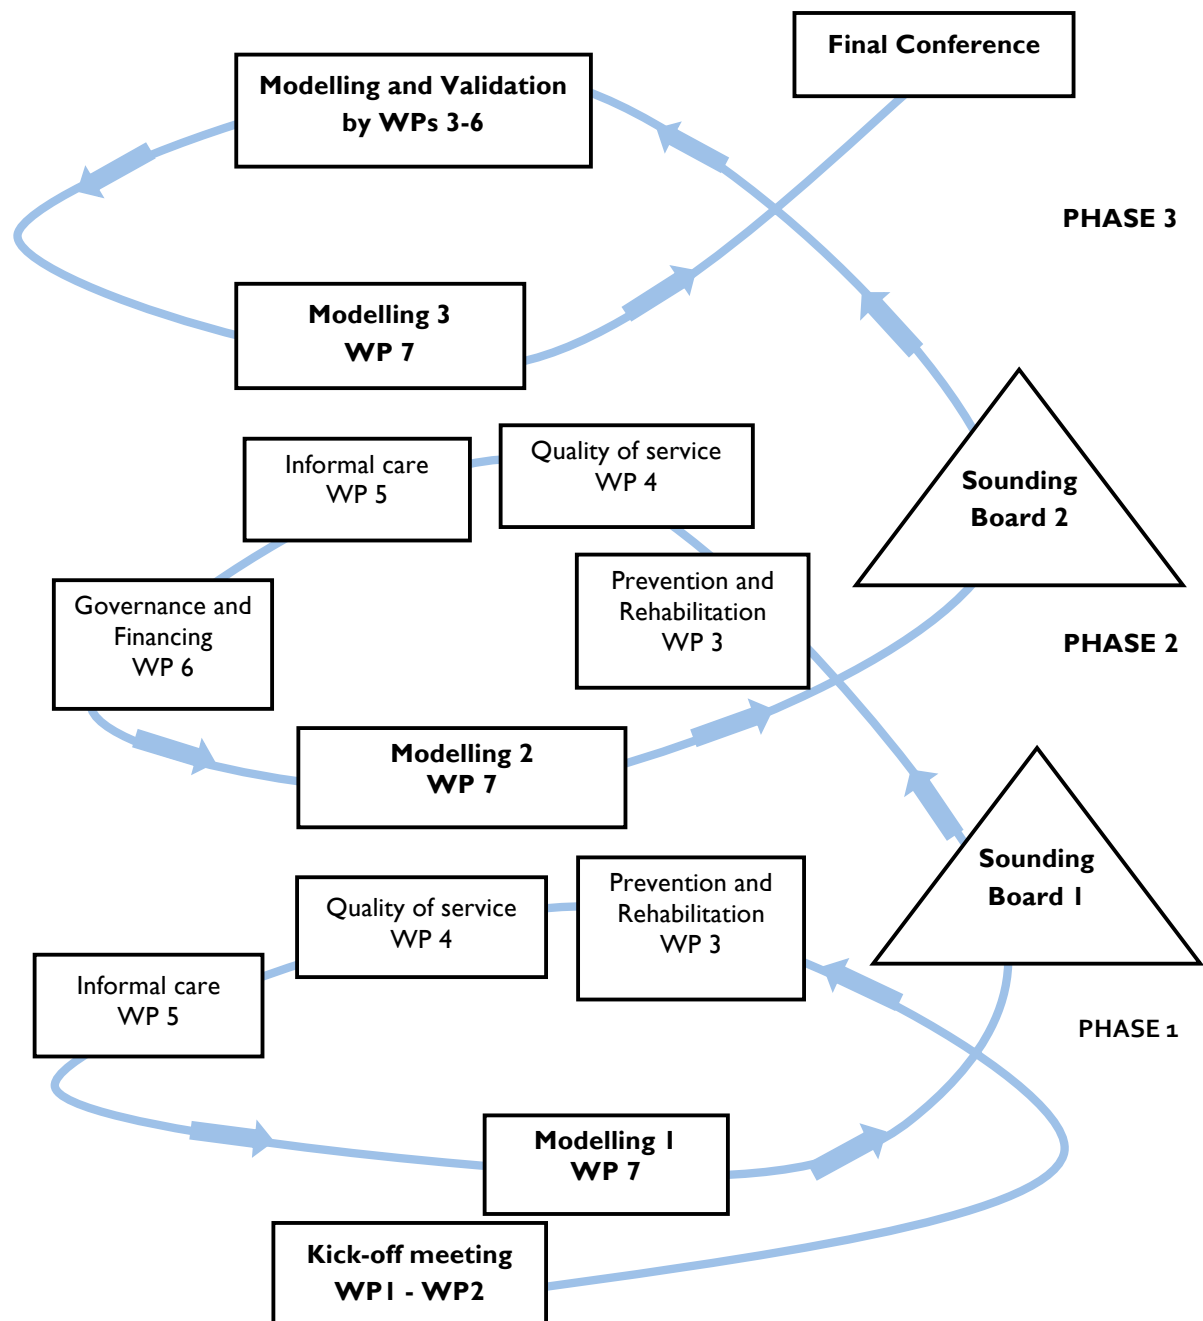 Final Conference
Modelling and Validation
by WPs 3-6
PHASE 3
Modelling 3
WP 7
Sounding
Board 2
Quality of service
WP 4
Informal care
WP 5
Prevention and
Rehabilitation
WP 3
Governance and
Financing
WP 6
PHASE 2
Modelling 2
WP 7
Sounding
Board 1
Prevention and
Rehabilitation
WP 3
Quality of service
WP 4
Informal care
WP 5
PHASE 1
Modelling 1
WP 7
Kick-off meeting
WP1 - WP2